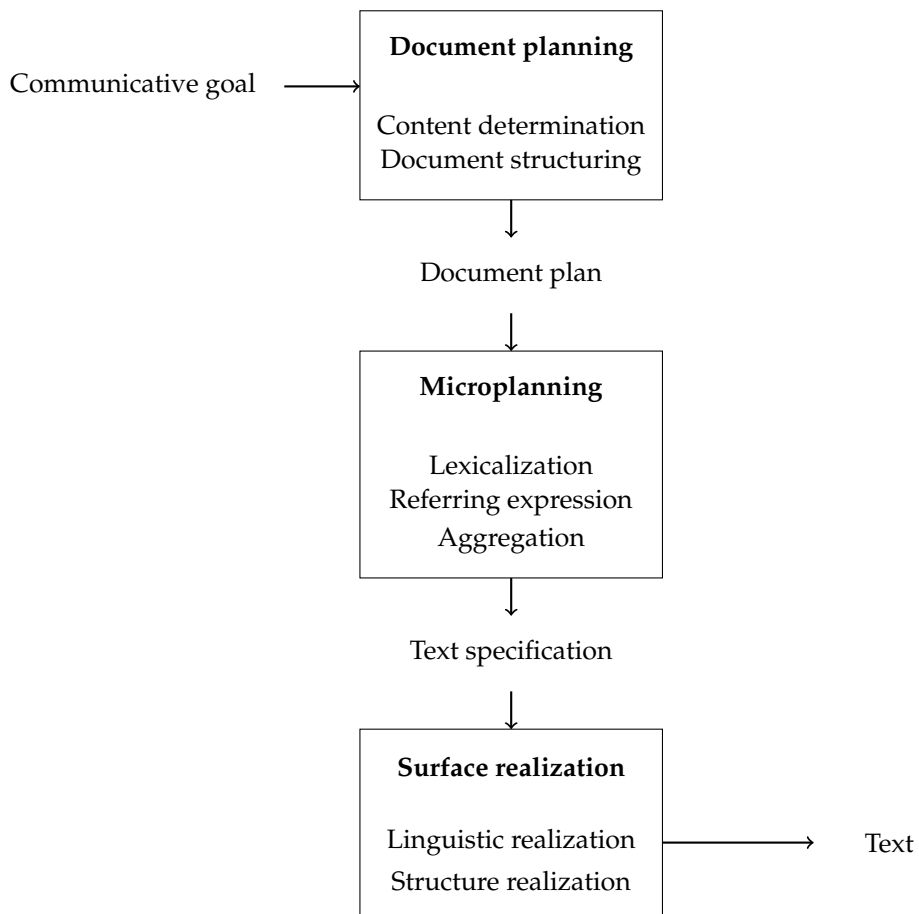 Document planning
Communicative goal
Content determination
Document structuring
Document plan
Microplanning
Lexicalization
Referring expression
Aggregation
Text specification
Surface realization
Linguistic realization
Text
Structure realization